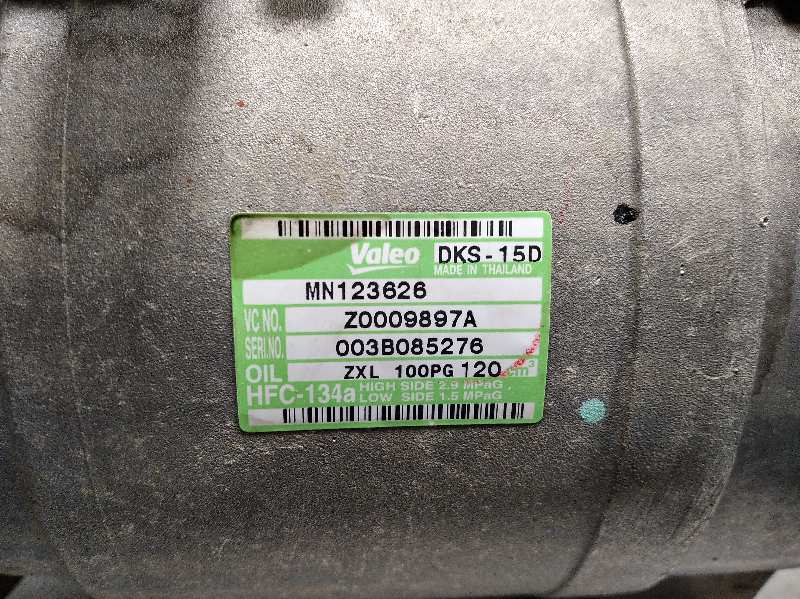 Valeo DKS-15D
MADE IN THAILAND
MN123626
VC NO. Z0009897A
SERI.NO. 003B085276
OIL ZXL 100PG 120 cm³
HFC-134a HIGH SIDE 2.9 MPaG
LOW SIDE 1.5 MPaG